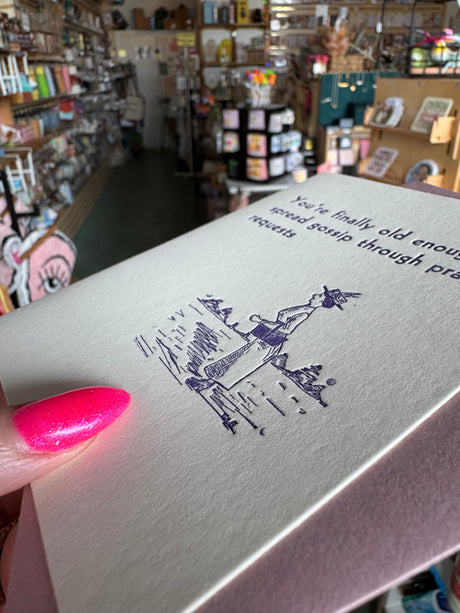 You're finally old enoug
spread gossip through pra
requests